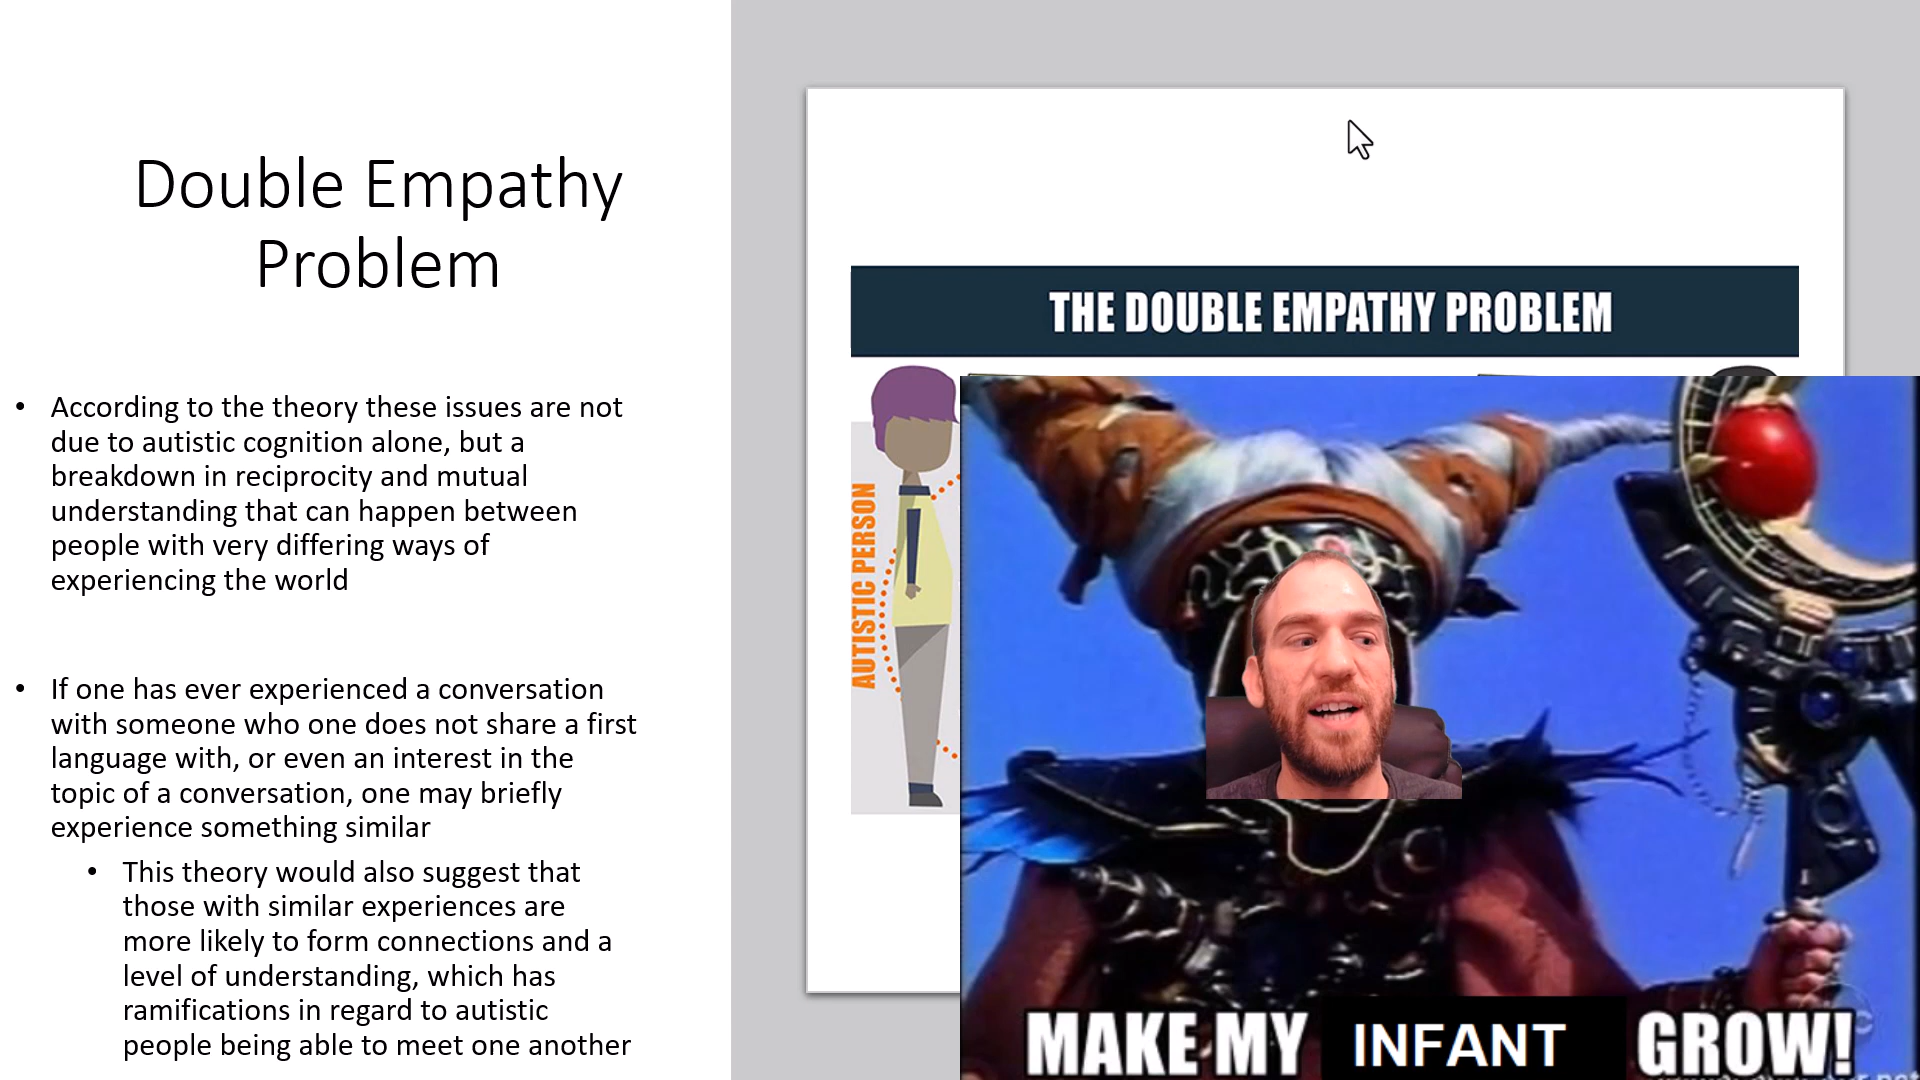 Double Empathy
Problem
• According to the theory these issues are not
due to autistic cognition alone, but a
breakdown in reciprocity and mutual
understanding that can happen between
people with very differing ways of
experiencing the world
• If one has ever experienced a conversation
with someone who one does not share a first
language with, or even an interest in the
topic of a conversation, one may briefly
experience something similar
• This theory would also suggest that
those with similar experiences are
more likely to form connections and a
level of understanding, which has
ramifications in regard to autistic
people being able to meet one another
THE DOUBLE EMPATHY PROBLEM
AUTISTIC PERSON
MAKE MY INFANT GROW!